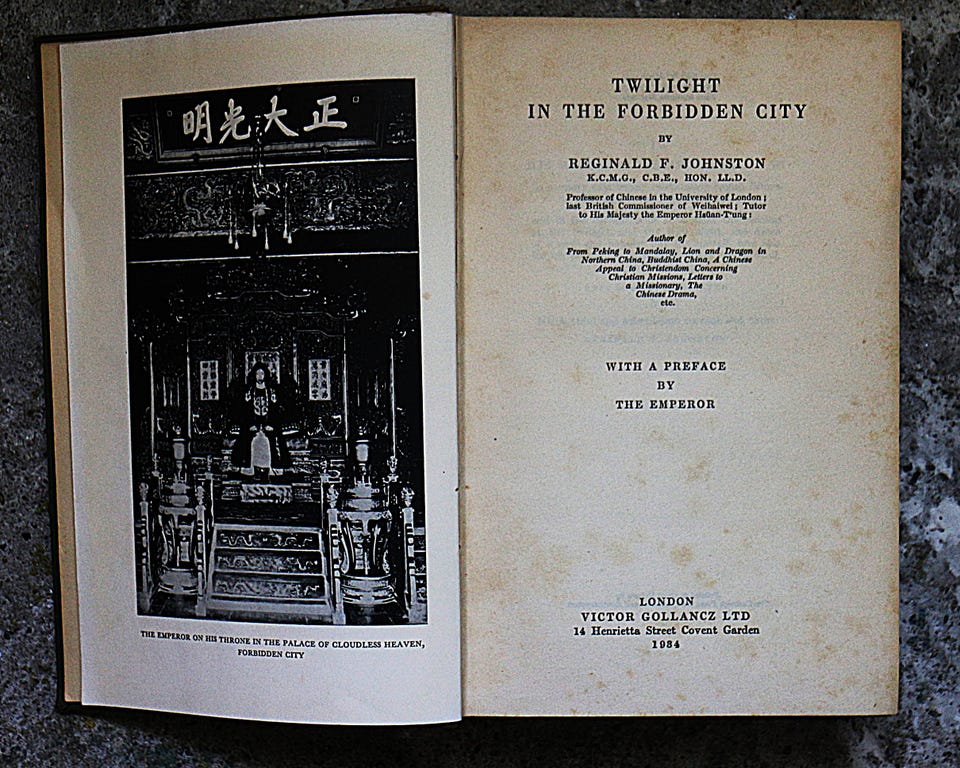 明光大正
THE EMPEROR ON HIS THRONE IN THE PALACE OF CLOUDLESS HEAVEN,
FORBIDDEN CITY
TWILIGHT
IN THE FORBIDDEN CITY
BY
REGINALD F. JOHNSTON
K.C.M.G., C.B.E., HON. LL.D.
Professor of Chinese in the University of London;
last British Commissioner of Weihaiwei; Tutor
to His Majesty the Emperor Hsüan-T'ung:
Author of
From Peking to Mandalay, Lion and Dragon in
Northern China, Buddhist China, A Chinese
Appeal to Christendom Concerning
Christian Missions, Letters to
a Missionary, The
Chinese Drama,
etc.
WITH A PREFACE
BY
THE EMPEROR
LONDON
VICTOR GOLLANCZ LTD
14 Henrietta Street Covent Garden
1934